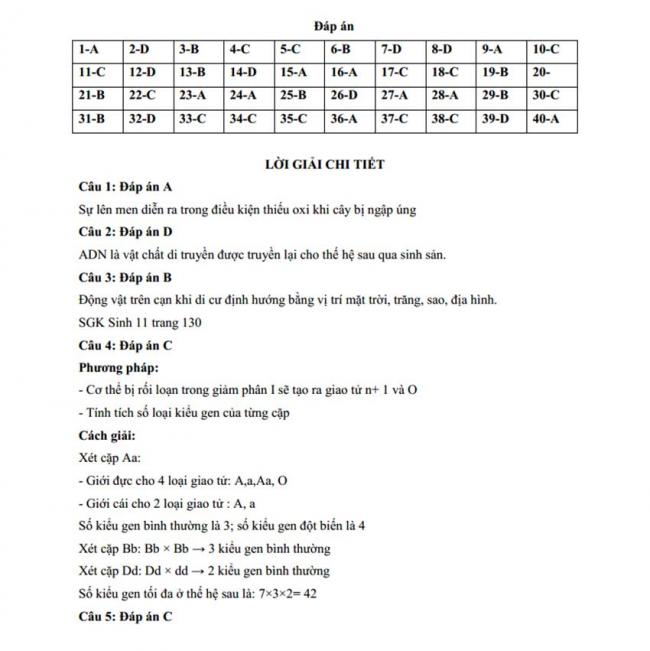 Đáp án
1-A 2-D 3-B 4-C 5-C 6-B 7-D 8-D 9-A 10-C
11-C 12-D 13-B 14-D 15-A 16-A 17-C 18-C 19-B 20-
21-B 22-C 23-A 24-A 25-B 26-D 27-A 28-A 29-B 30-C
31-B 32-D 33-C 34-C 35-C 36-A 37-C 38-C 39-D 40-A
LỜI GIẢI CHI TIẾT
Câu 1: Đáp án A
Sự lên men diễn ra trong điều kiện thiếu oxi khi cây bị ngập úng
Câu 2: Đáp án D
ADN là vật chất di truyền được truyền lại cho thế hệ sau qua sinh sản.
Câu 3: Đáp án B
Động vật trên cạn khi di cư định hướng bằng vị trí mặt trời, trăng, sao, địa hình.
SGK Sinh 11 trang 130
Câu 4: Đáp án C
Phương pháp:
- Cơ thể bị rối loạn trong giảm phân I sẽ tạo ra giao tử n+ 1 và O
- Tính tích số loại kiểu gen của từng cặp
Cách giải:
Xét cặp Aa:
- Giới đực cho 4 loại giao tử: A,a,Aa, O
- Giới cái cho 2 loại giao tử : A, a
Số kiểu gen bình thường là 3; số kiểu gen đột biến là 4
Xét cặp Bb: Bb × Bb → 3 kiểu gen bình thường
Xét cặp Dd: Dd × dd → 2 kiểu gen bình thường
Số kiểu gen tối đa ở thế hệ sau là: 7×3×2= 42
Câu 5: Đáp án C